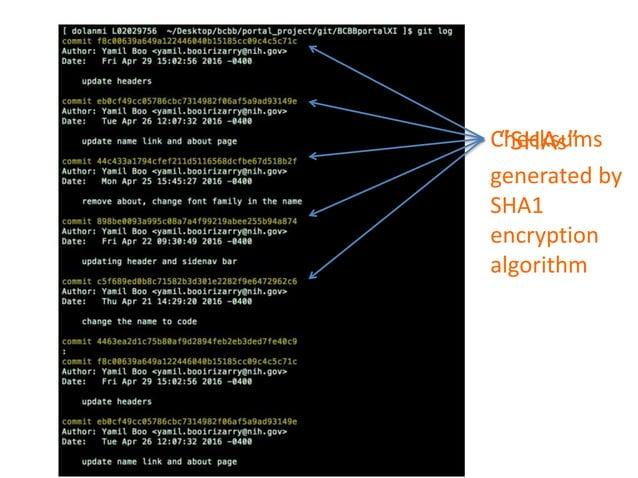 [ dolanmi L02029756 ~/Desktop/bcbb/portal_project/git/BCBBportalXI ]$ git log
commit f8c00639a649a122446040b15185cc09c4c5c71c
Author: Yamil Boo <yamil.booirizarry@nih.gov>
Date: Fri Apr 29 15:02:56 2016 -0400
update headers
commit eb0cf49cc05786cbc7314982f06af5a9ad93149e
Author: Yamil Boo <yamil.booirizarry@nih.gov>
Date: Tue Apr 26 12:07:32 2016 -0400
update name link and about page
commit 44c433a1794cfef211d5116568dcfbe67d518b2f
Author: Yamil Boo <yamil.booirizarry@nih.gov>
Date: Mon Apr 25 15:45:27 2016 -0400
remove about, change font family in the name
commit 898be0093a995c08a7a4f99219abee255b94a874
Author: Yamil Boo <yamil.booirizarry@nih.gov>
Date: Fri Apr 22 09:30:49 2016 -0400
updating header and sidenav bar
commit c5f689ed0b8c71582b3d301e2282f9e6472962c6
Author: Yamil Boo <yamil.booirizarry@nih.gov>
Date: Thu Apr 21 14:29:20 2016 -0400
change the name to code
commit 4463ea2d1c75b80af9d2894feb2eb3ded7fe40c9
:
commit f8c00639a649a122446040b15185cc09c4c5c71c
Author: Yamil Boo <yamil.booirizarry@nih.gov>
Date: Fri Apr 29 15:02:56 2016 -0400
update headers
commit eb0cf49cc05786cbc7314982f06af5a9ad93149e
Author: Yamil Boo <yamil.booirizarry@nih.gov>
Date: Tue Apr 26 12:07:32 2016 -0400
update name link and about page
"SHAs"
Checksums
generated by
SHA1
encryption
algorithm